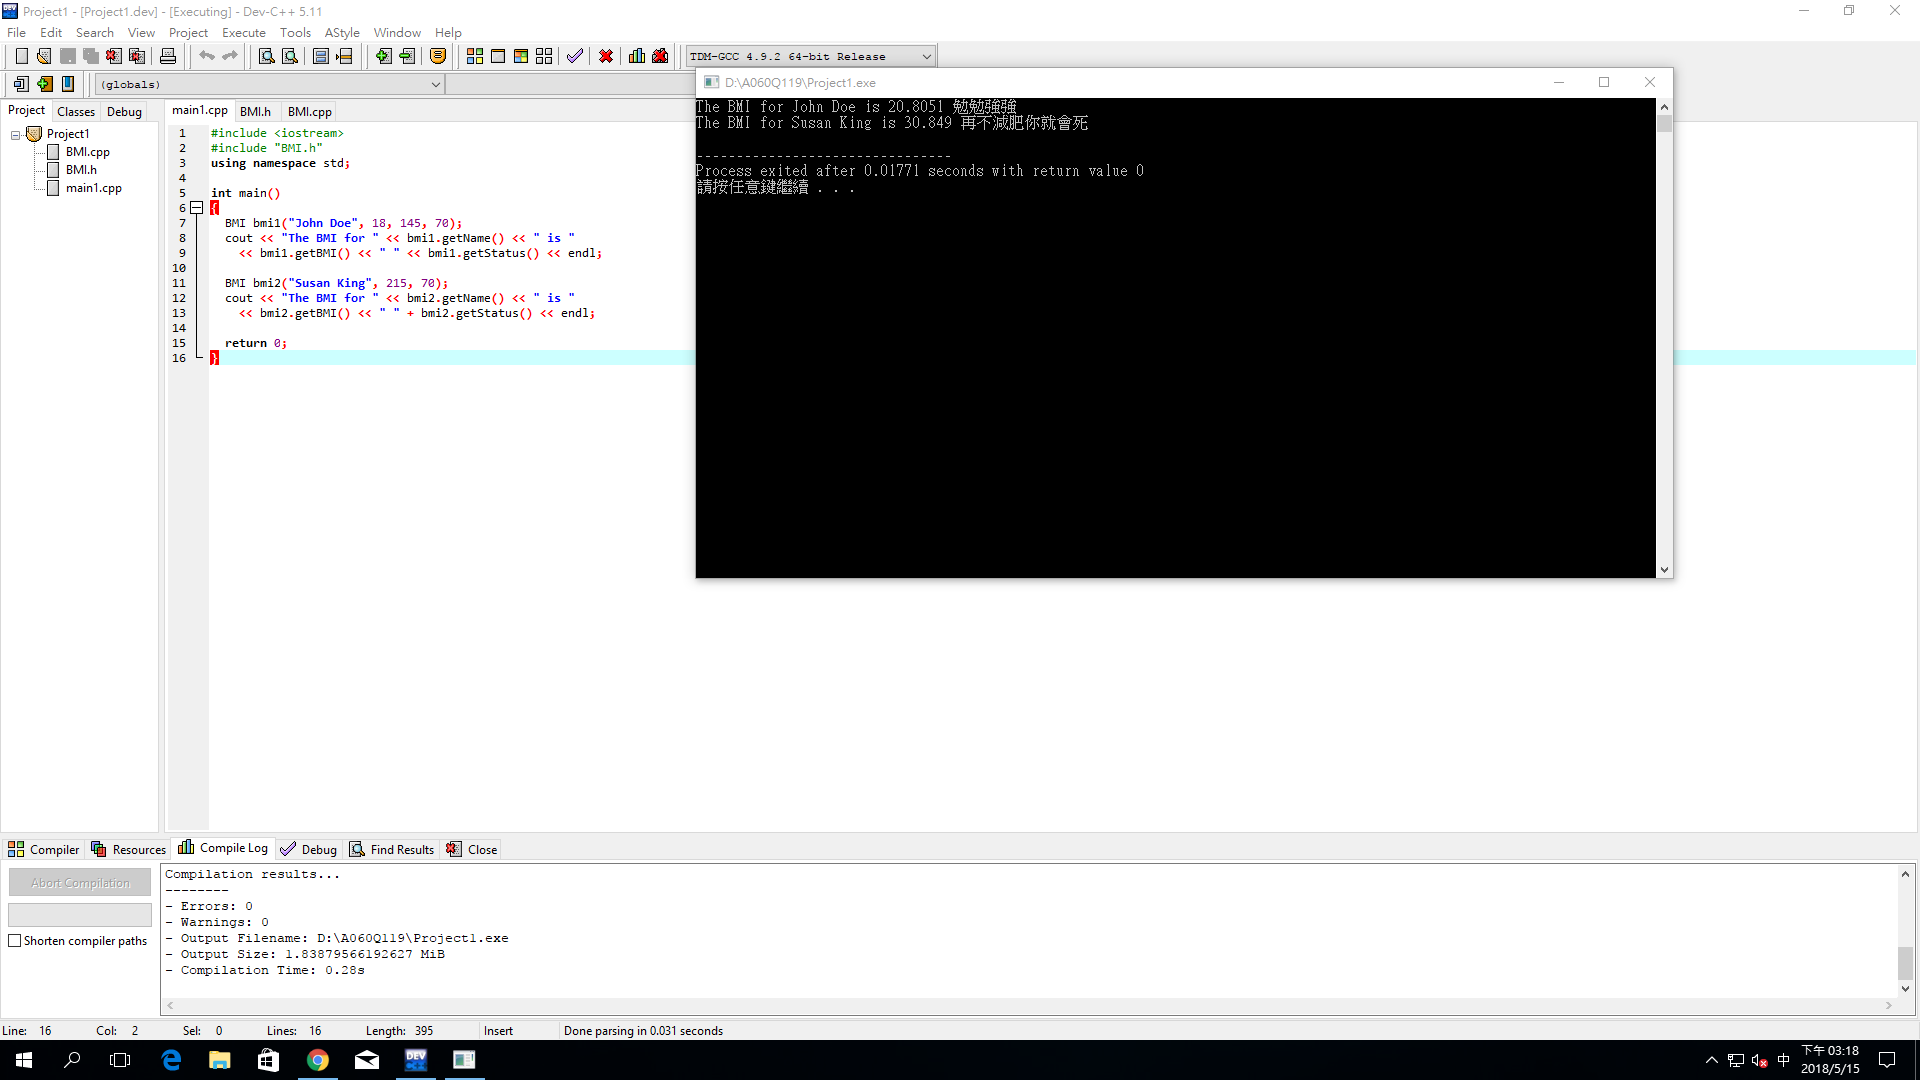 Project1 - [Project1.dev] - [Executing] - Dev-C++ 5.11
File Edit Search View Project Execute Tools AStyle Window Help
TDM-GCC 4.9.2 64-bit Release
(globals)
Project Classes Debug
Project1
BMI.cpp
BMI.h
main1.cpp
main1.cpp BMI.h BMI.cpp
1 #include <iostream>
2 #include "BMI.h"
3 using namespace std;
4
5 int main()
6 {
7 BMI bmi1("John Doe", 18, 145, 70);
8 cout << "The BMI for " << bmi1.getName() << " is "
9 << bmi1.getBMI() << " " << bmi1.getStatus() << endl;
10
11 BMI bmi2("Susan King", 215, 70);
12 cout << "The BMI for " << bmi2.getName() << " is "
13 << bmi2.getBMI() << " " + bmi2.getStatus() << endl;
14
15 return 0;
16 }
D:\A060Q119\Project1.exe
The BMI for John Doe is 20.8051 勉勉強強
The BMI for Susan King is 30.849 再不減肥你就會死
--------------------------------
Process exited after 0.01771 seconds with return value 0
請按任意鍵繼續 . . .
Compiler Resources Compile Log Debug Find Results Close
Abort Compilation
Shorten compiler paths
Compilation results...
--------
- Errors: 0
- Warnings: 0
- Output Filename: D:\A060Q119\Project1.exe
- Output Size: 1.83879566192627 MiB
- Compilation Time: 0.28s
Line: 16 Col: 2 Sel: 0 Lines: 16 Length: 395 Insert Done parsing in 0.031 seconds
DEV C++
中
下午 03:18
2018/5/15